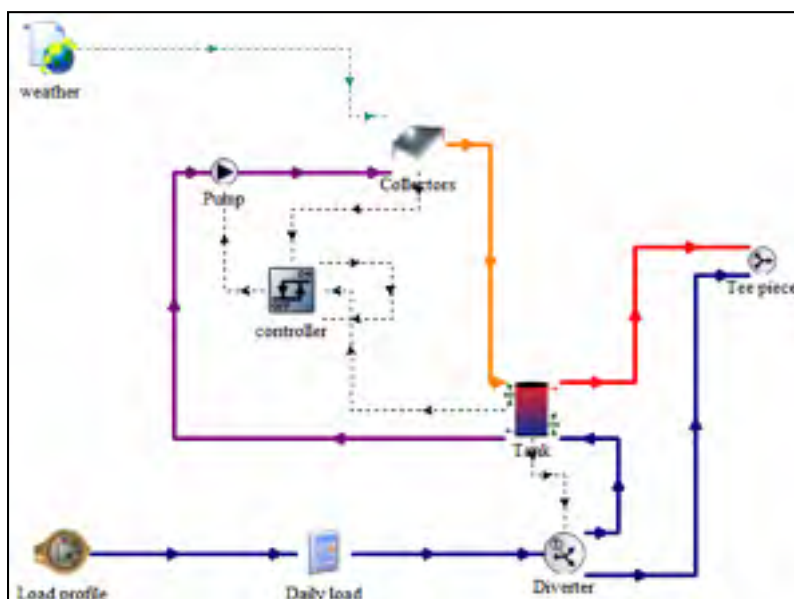 weather
Collectors
Pump
Tee piece
controller
Tank
Load profile
Daily load
Diverter